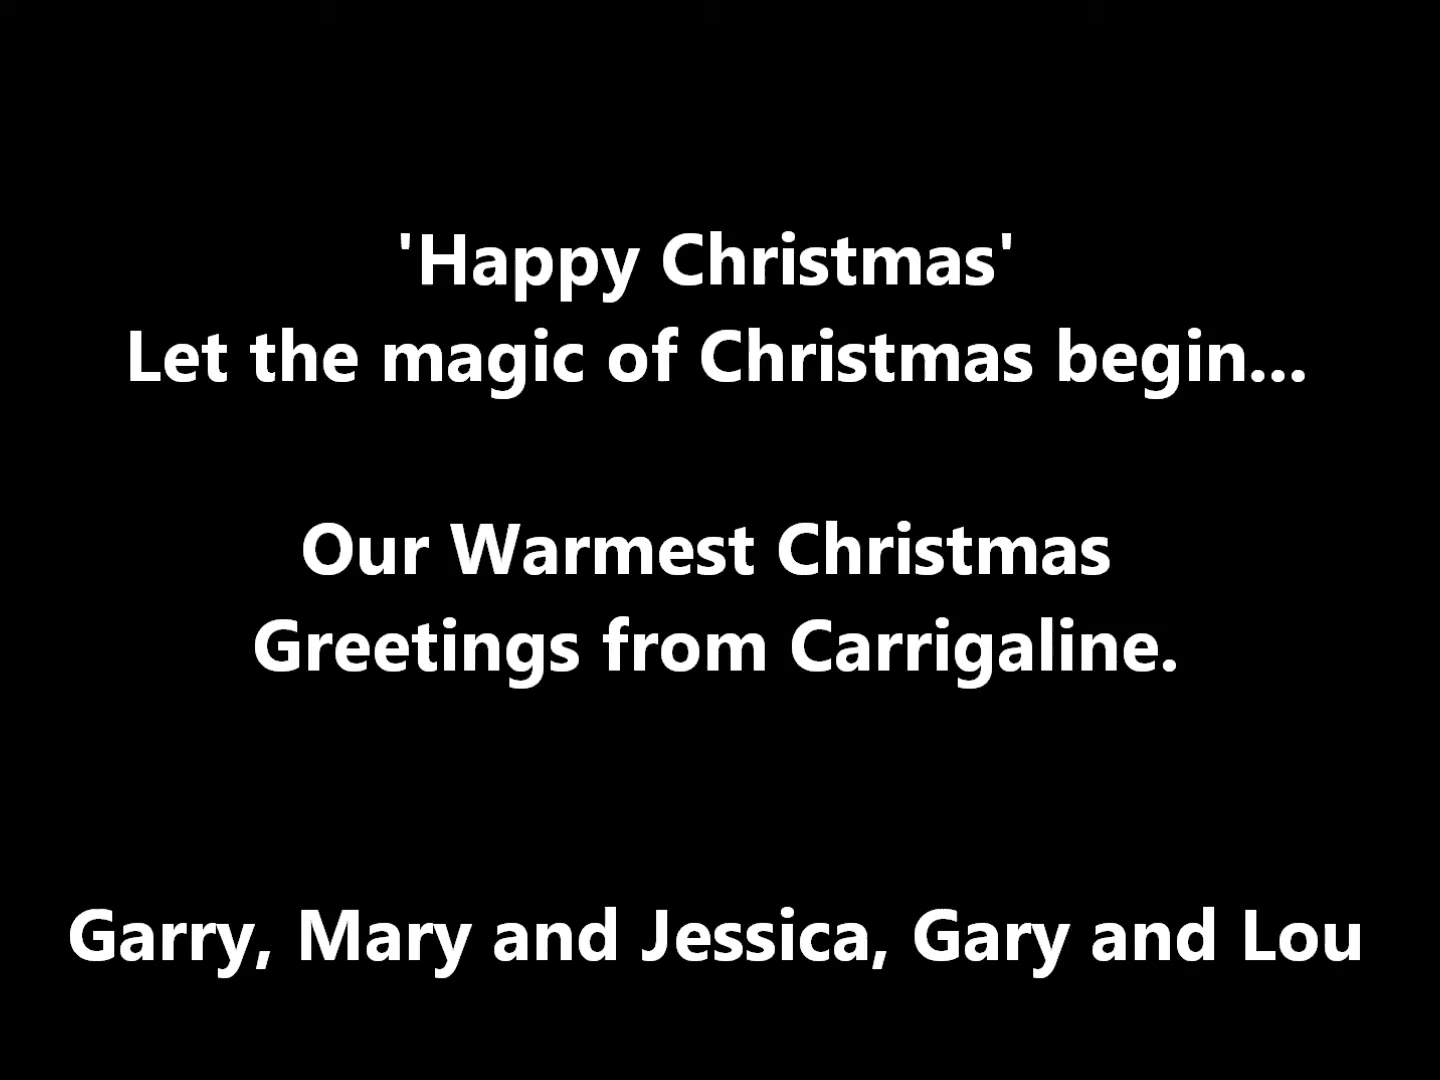 'Happy Christmas'
Let the magic of Christmas begin...
Our Warmest Christmas
Greetings from Carrigaline.
Garry, Mary and Jessica, Gary and Lou